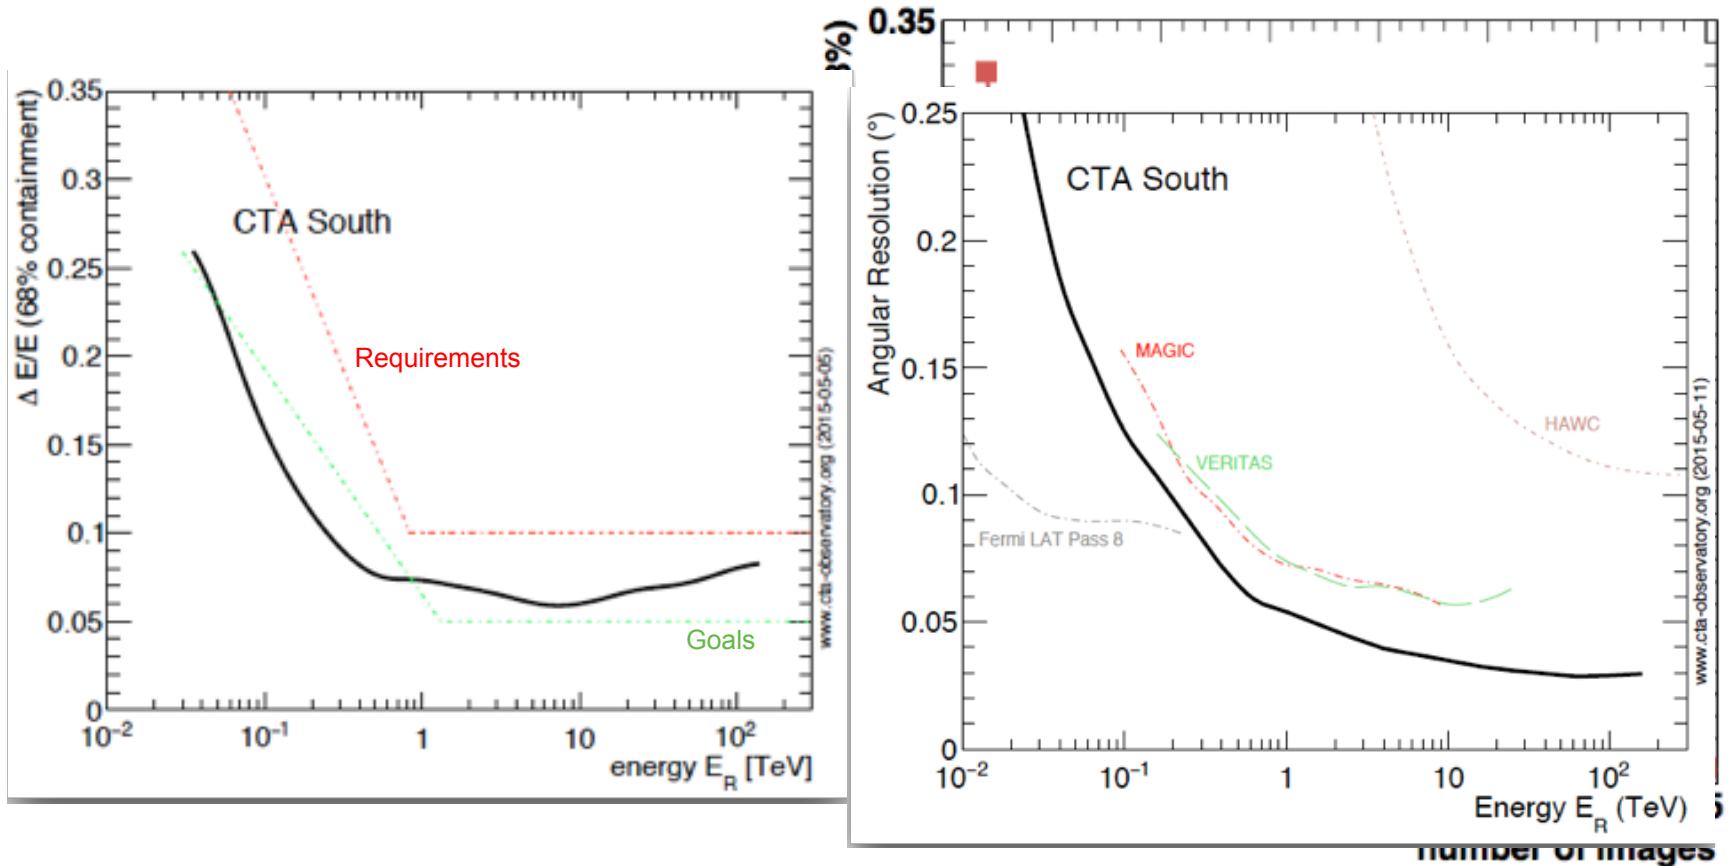 0.35
3%)
0.35
0.3
0.25
0.2
0.15
0.1
0.05
0
Δ E/E (68% containment)
CTA South
Requirements
Goals
10⁻²
10⁻¹
1
10
10²
energy E_R [TeV]
www.cta-observatory.org (2015-05-05)
0.25
0.2
0.15
0.1
0.05
0
Angular Resolution (°)
CTA South
MAGIC
VERITAS
HAWC
Fermi LAT Pass 8
10⁻²
10⁻¹
1
10
10²
Energy E_R (TeV)
www.cta-observatory.org (2015-05-11)
number of images